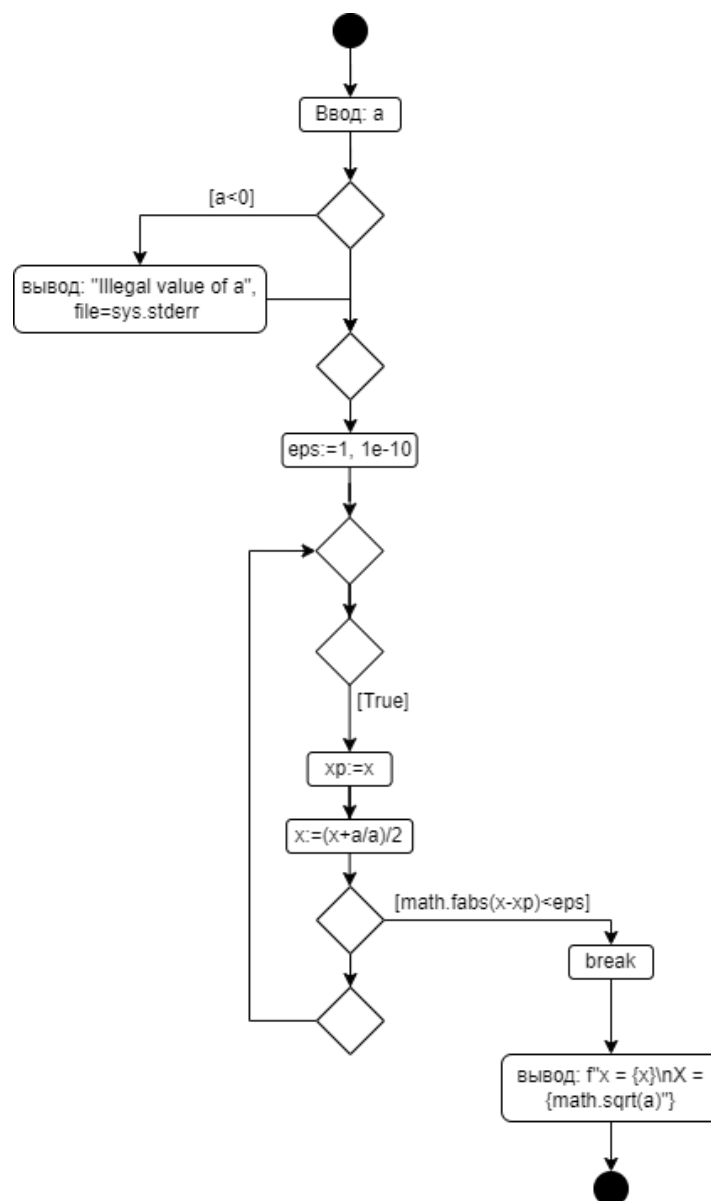 Ввод: a
[a<0]
вывод: "Illegal value of a",
file=sys.stderr
eps:=1, 1e-10
[True]
xp:=x
x:=(x+a/a)/2
[math.fabs(x-xp)<eps]
break
вывод: f"x = {x}\nX =
{math.sqrt(a)"}